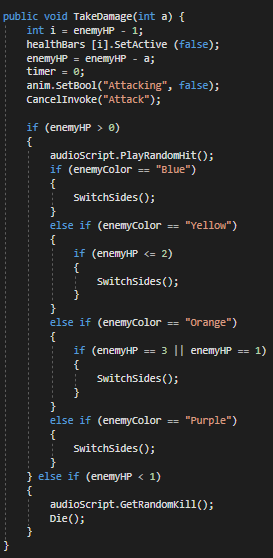 public void TakeDamage(int a) {
    int i = enemyHP - 1;
    healthBars [i].SetActive (false);
    enemyHP = enemyHP - a;
    timer = 0;
    anim.SetBool("Attacking", false);
    CancelInvoke("Attack");

    if (enemyHP > 0)
    {
        audioScript.PlayRandomHit();
        if (enemyColor == "Blue")
        {
            SwitchSides();
        }
        else if (enemyColor == "Yellow")
        {
            if (enemyHP <= 2)
            {
                SwitchSides();
            }
        }
        else if (enemyColor == "Orange")
        {
            if (enemyHP == 3 || enemyHP == 1)
            {
                SwitchSides();
            }
        }
        else if (enemyColor == "Purple")
        {
            SwitchSides();
        }
    } else if (enemyHP < 1)
    {
        audioScript.GetRandomKill();
        Die();
    }
}